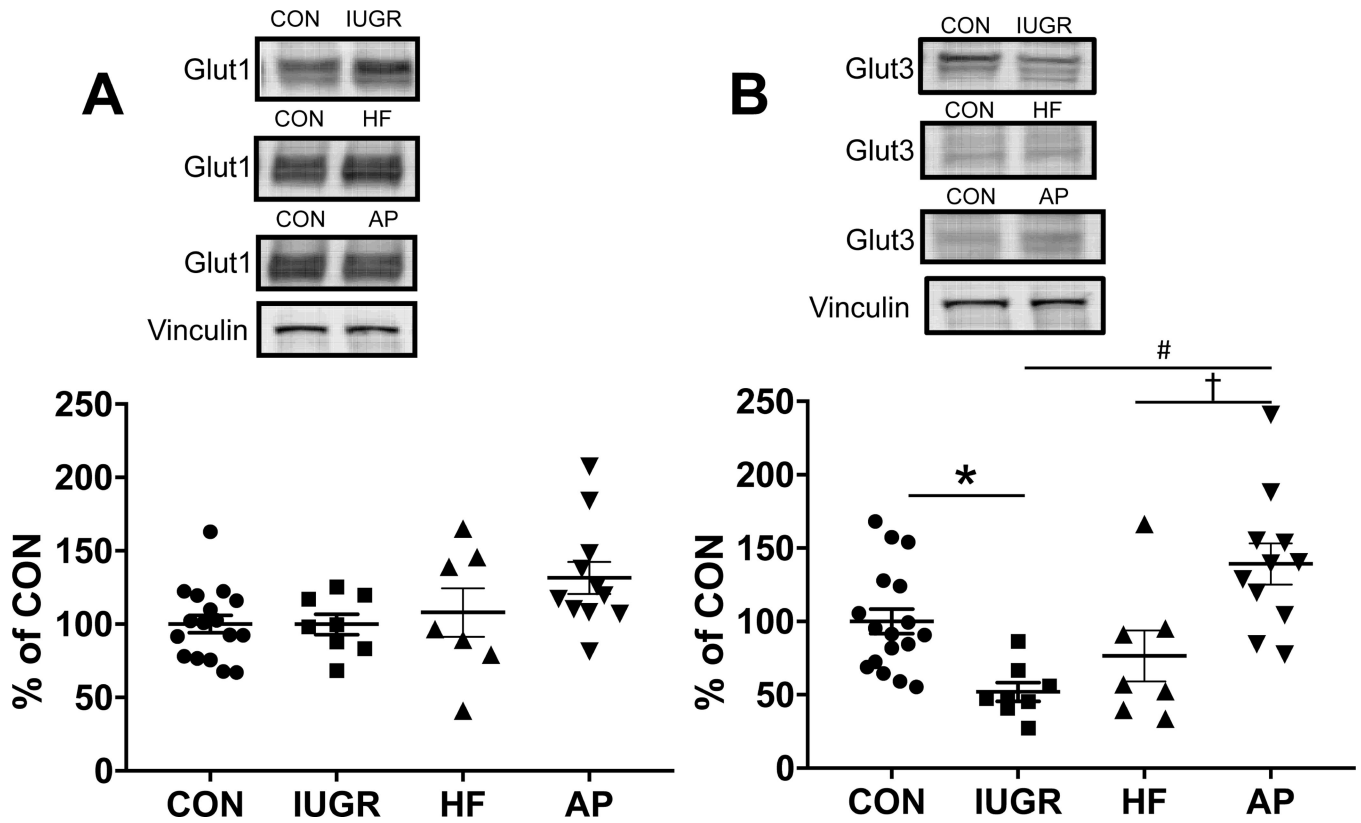 A
CON IUGR
Glut1
CON HF
Glut1
CON AP
Glut1
Vinculin
% of CON
250
200
150
100
50
0
CON IUGR HF AP
B
CON IUGR
Glut3
CON HF
Glut3
CON AP
Glut3
Vinculin
#
†
*
% of CON
250
200
150
100
50
0
CON IUGR HF AP